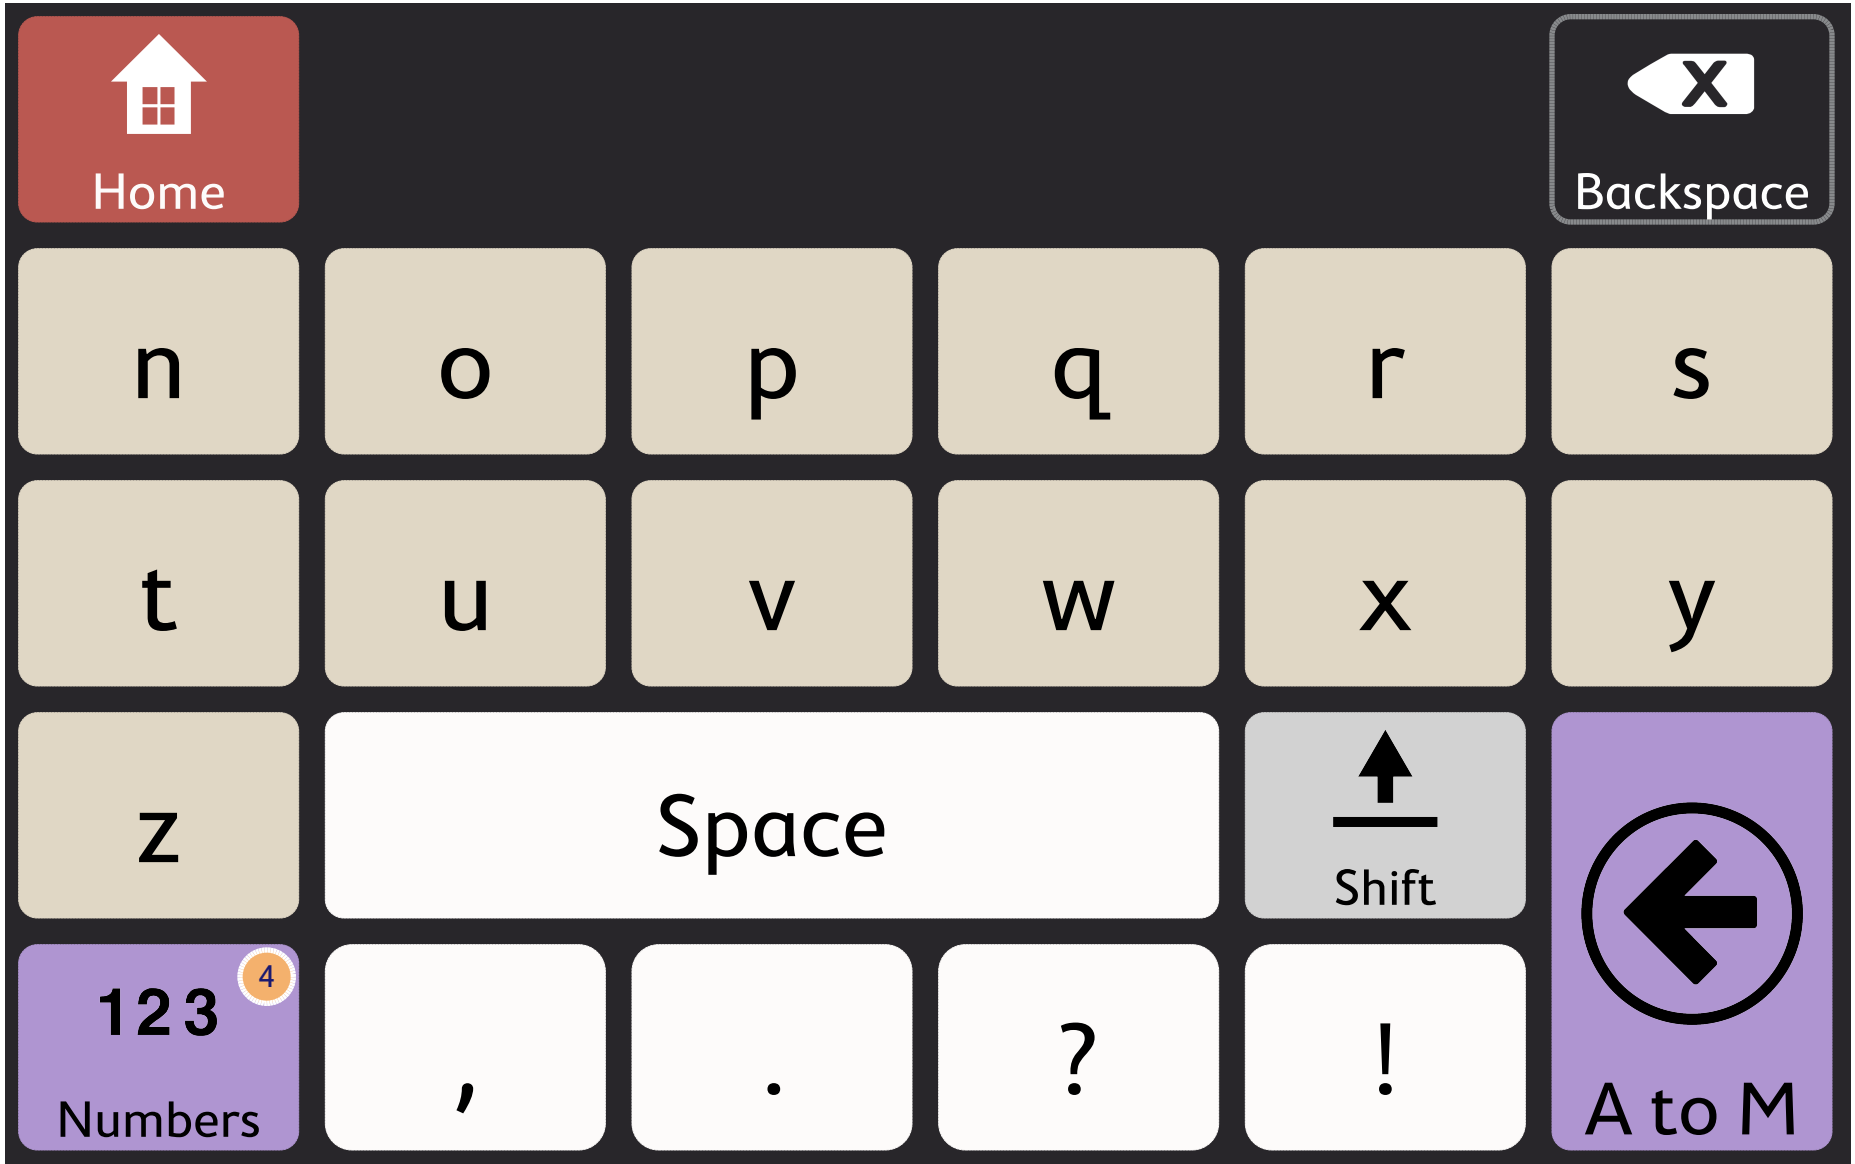 X
Home Backspace
n o p q r s
t u v w x y
z Space Shift
4
123
Numbers , . ? ! A to M